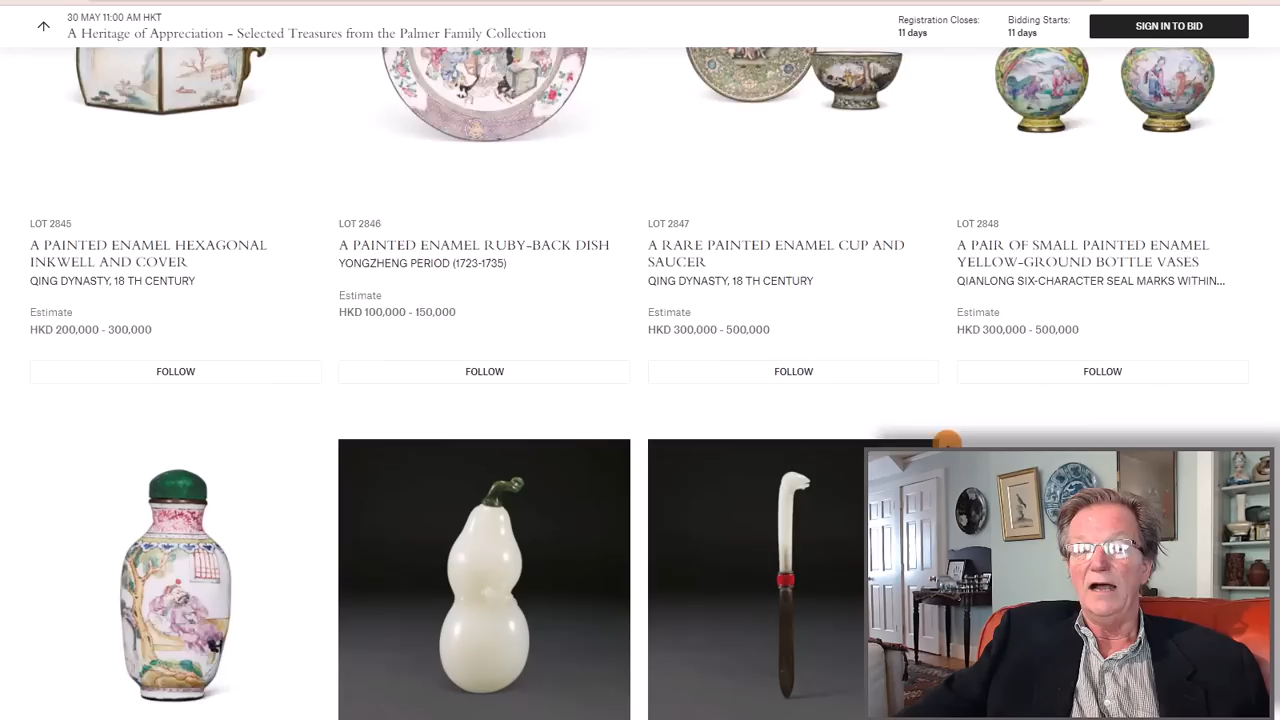 30 MAY 11:00 AM HKT
A Heritage of Appreciation – Selected Treasures from the Palmer Family Collection
Registration Closes:
11 days
Bidding Starts:
11 days
SIGN IN TO BID
LOT 2845
A PAINTED ENAMEL HEXAGONAL
INKWELL AND COVER
QING DYNASTY, 18 TH CENTURY
Estimate
HKD 200,000 - 300,000
FOLLOW
LOT 2846
A PAINTED ENAMEL RUBY-BACK DISH
YONGZHENG PERIOD (1723-1735)
Estimate
HKD 100,000 - 150,000
FOLLOW
LOT 2847
A RARE PAINTED ENAMEL CUP AND
SAUCER
QING DYNASTY, 18 TH CENTURY
Estimate
HKD 300,000 - 500,000
FOLLOW
LOT 2848
A PAIR OF SMALL PAINTED ENAMEL
YELLOW-GROUND BOTTLE VASES
QIANLONG SIX-CHARACTER SEAL MARKS WITHIN...
Estimate
HKD 300,000 - 500,000
FOLLOW